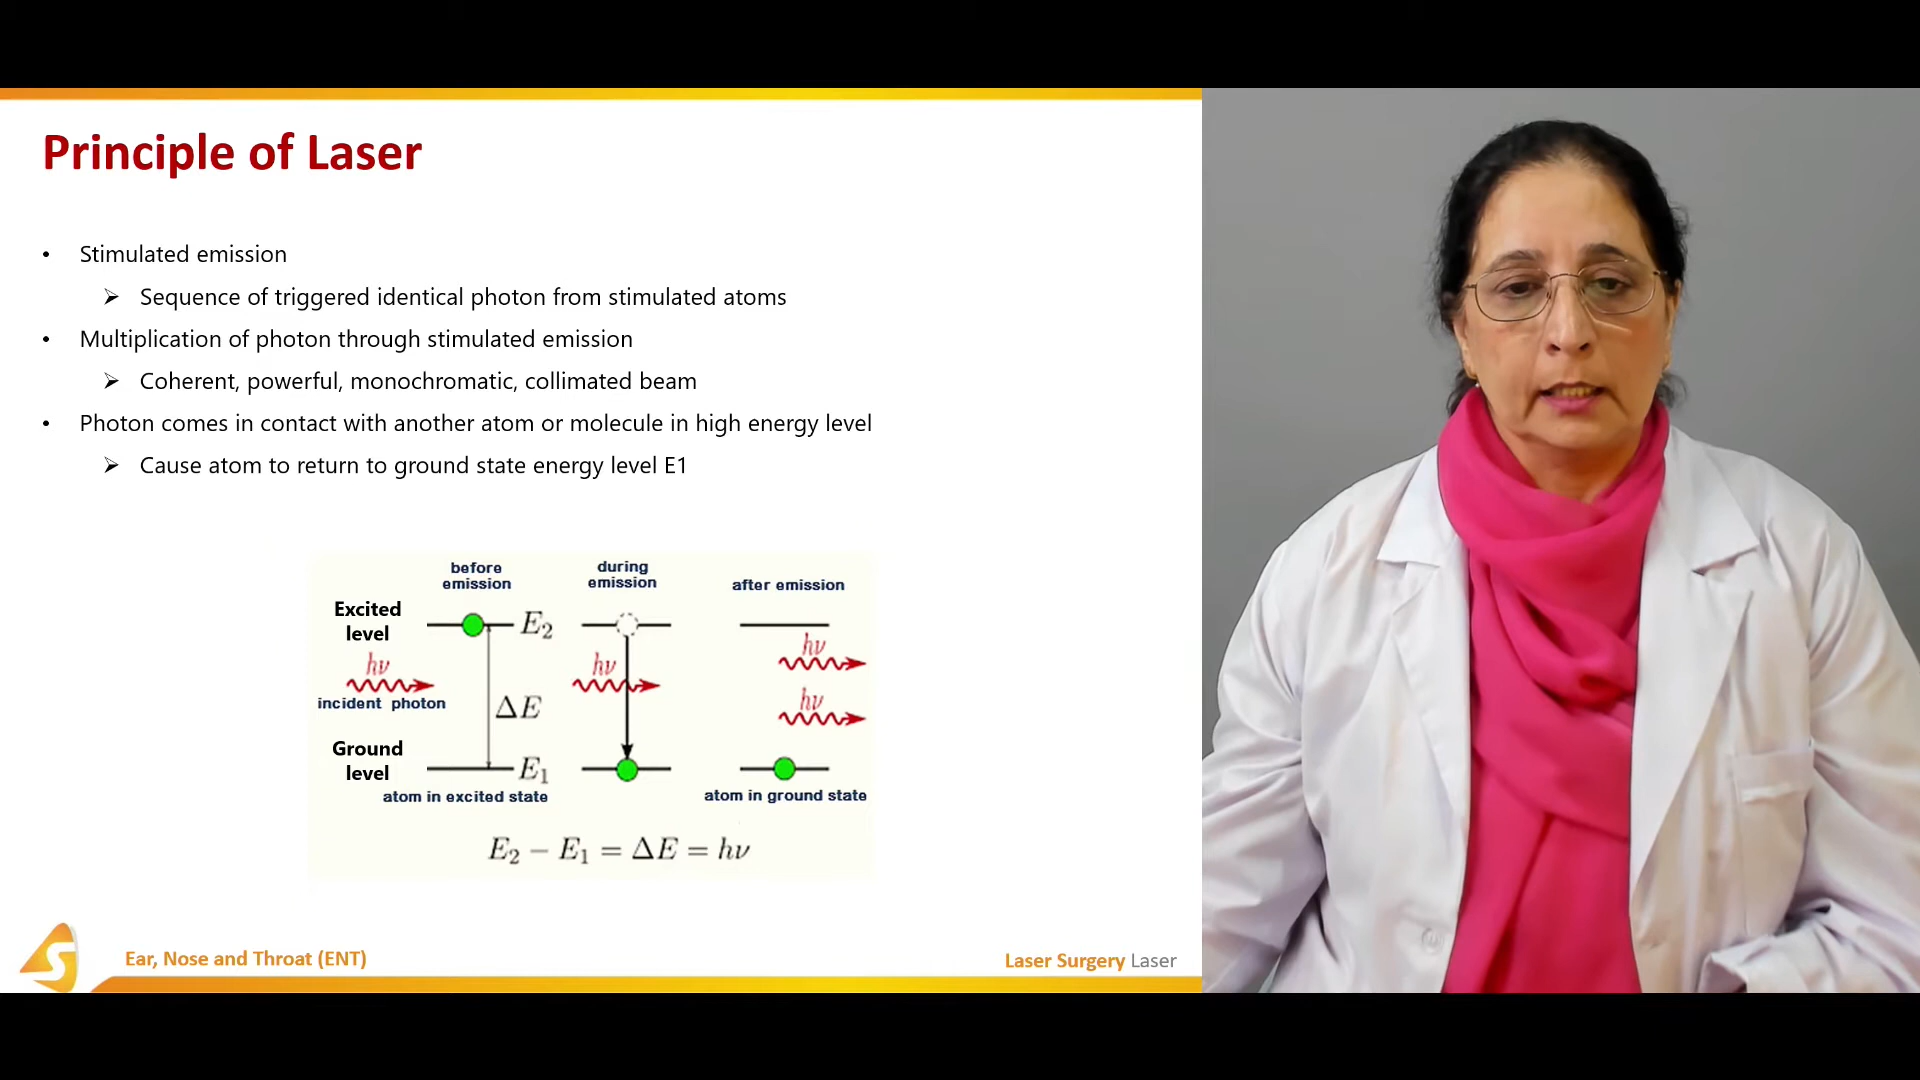 Principle of Laser
• Stimulated emission
➢ Sequence of triggered identical photon from stimulated atoms
• Multiplication of photon through stimulated emission
➢ Coherent, powerful, monochromatic, collimated beam
• Photon comes in contact with another atom or molecule in high energy level
➢ Cause atom to return to ground state energy level E1
before
emission
during
emission
after emission
Excited
level
E₂
hν
hν
hν
incident photon
ΔE
hν
Ground
level
E₁
atom in excited state
atom in ground state
E₂ − E₁ = ΔE = hν
S
Ear, Nose and Throat (ENT)
Laser Surgery Laser